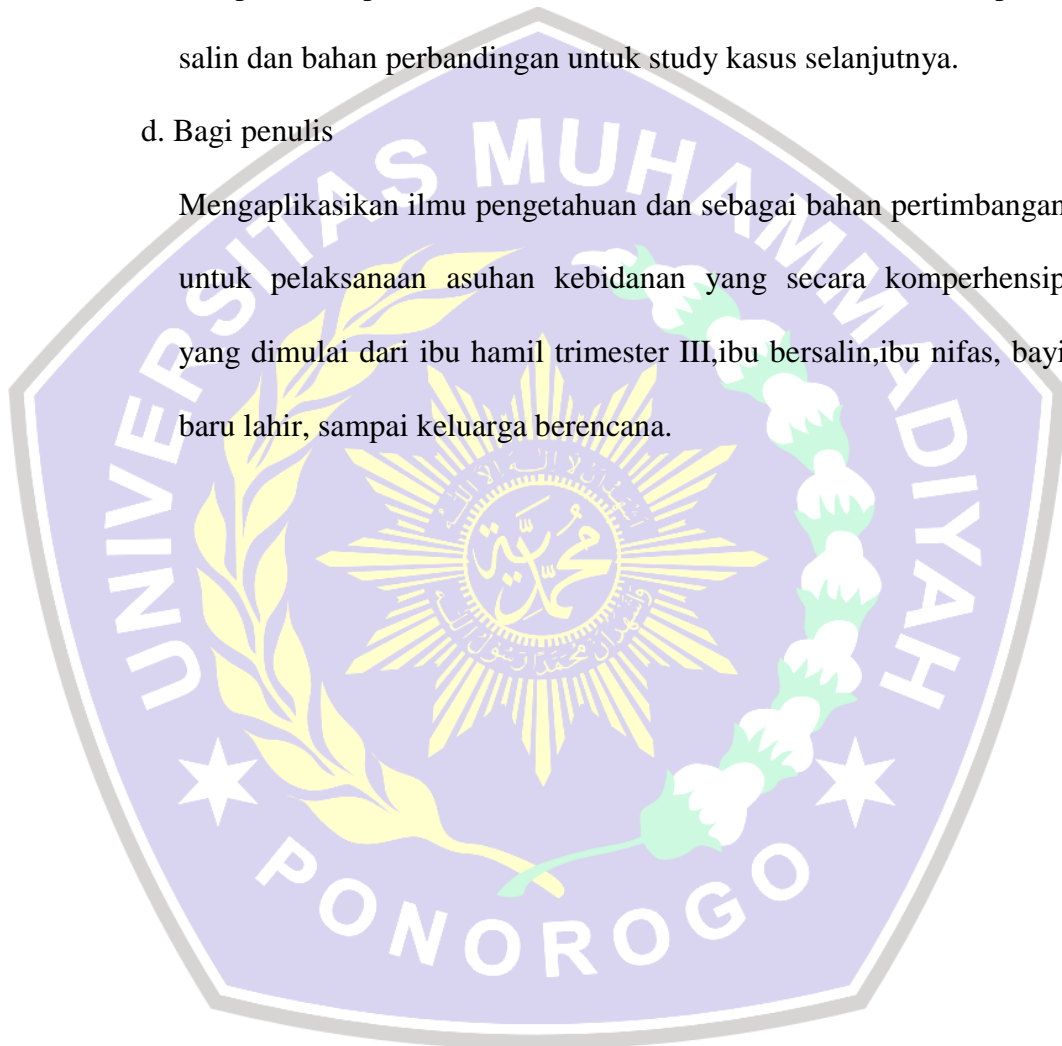 salin dan bahan perbandingan untuk study kasus selanjutnya.
d. Bagi penulis
Mengaplikasikan ilmu pengetahuan dan sebagai bahan pertimbangan
untuk pelaksanaan asuhan kebidanan yang secara komperhensip
yang dimulai dari ibu hamil trimester III,ibu bersalin,ibu nifas, bayi
baru lahir, sampai keluarga berencana.
UNIVERSITAS MUHAMMADIYAH
PONOROGO
محمدية